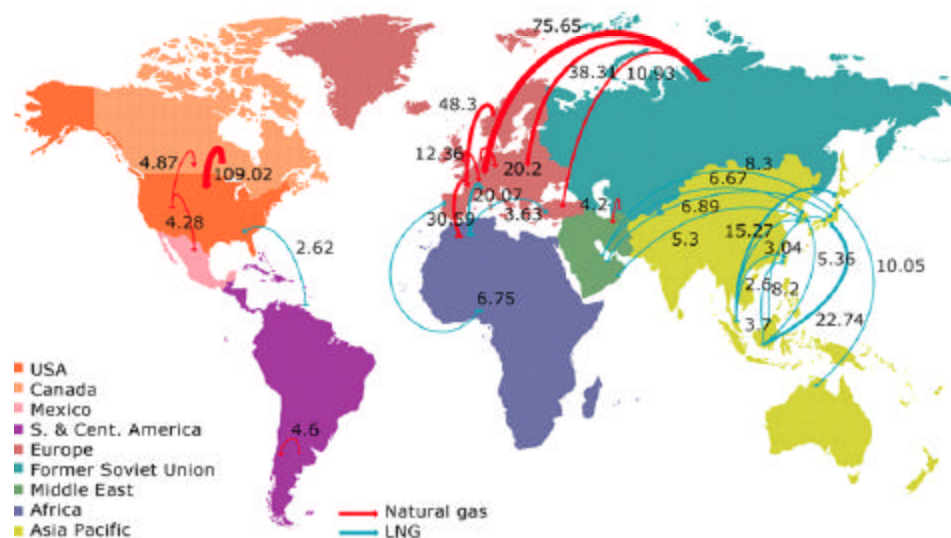 75.65
38.31
10.93
48.3
12.36
20.2
4.87
109.02
20.07
30.59
3.63
4.2
8.3
6.67
6.89
15.27
3.04
5.36
10.05
5.3
4.28
2.62
2.6
8.2
6.75
3.7
22.74
4.6
USA
Canada
Mexico
S. & Cent. America
Europe
Former Soviet Union
Middle East
Africa
Asia Pacific
Natural gas
LNG